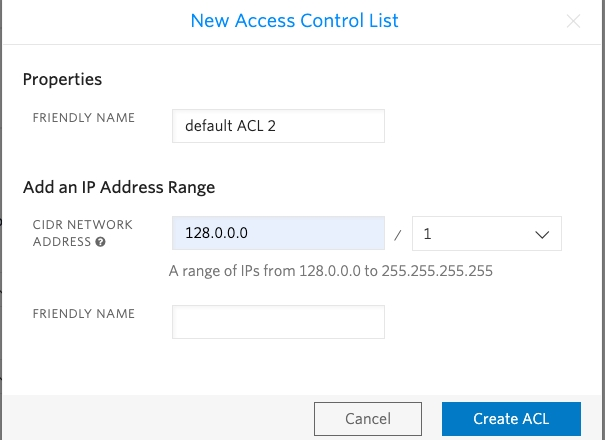 New Access Control List
Properties
FRIENDLY NAME
default ACL 2
Add an IP Address Range
CIDR NETWORK
ADDRESS ?
128.0.0.0 / 1
A range of IPs from 128.0.0.0 to 255.255.255.255
FRIENDLY NAME
Cancel
Create ACL